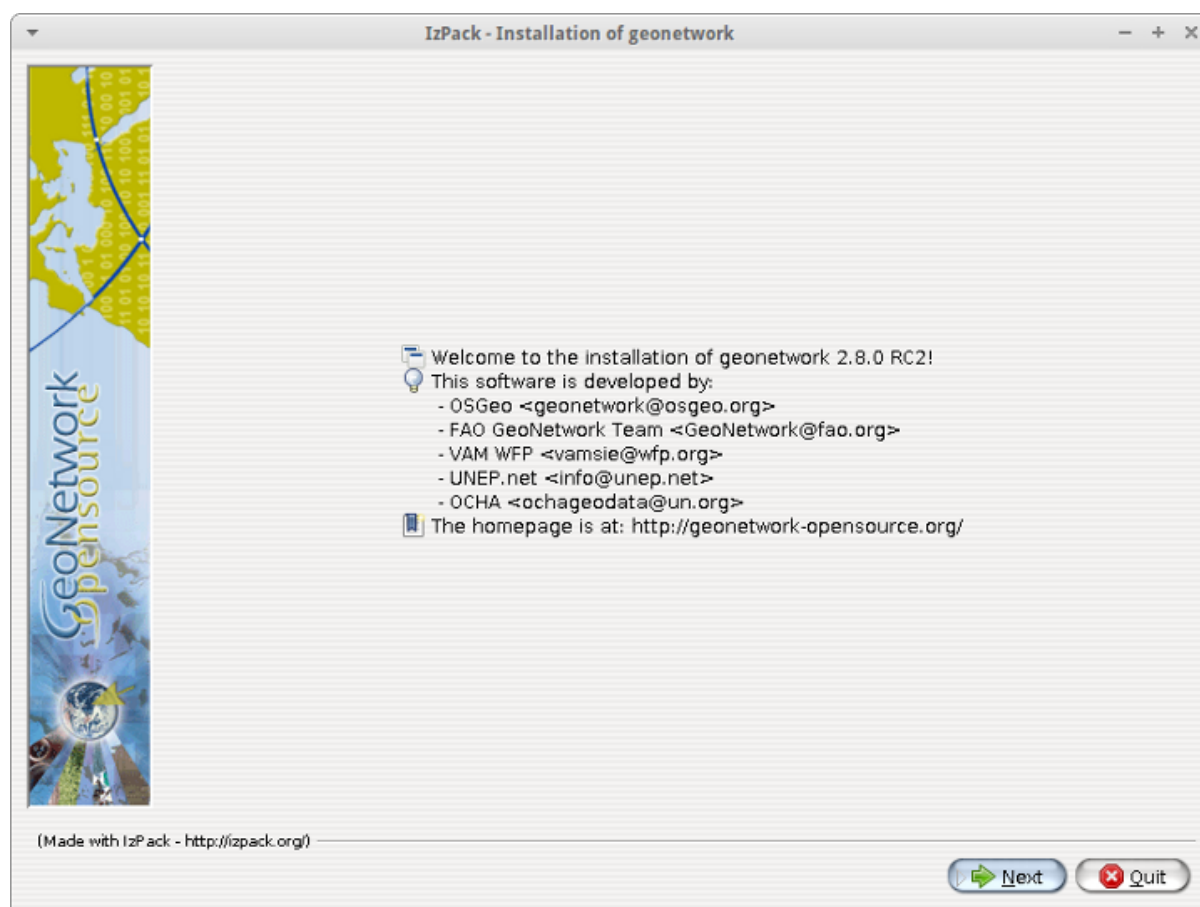 IzPack - Installation of geonetwork
GeoNetwork
Opensource
Welcome to the installation of geonetwork 2.8.0 RC2!
This software is developed by:
- OSGeo <geonetwork@osgeo.org>
- FAO GeoNetwork Team <GeoNetwork@fao.org>
- VAM WFP <vamsie@wfp.org>
- UNEP.net <info@unep.net>
- OCHA <ochageodata@un.org>
The homepage is at: http://geonetwork-opensource.org/
(Made with IzPack - http://izpack.org/)
Next
Quit